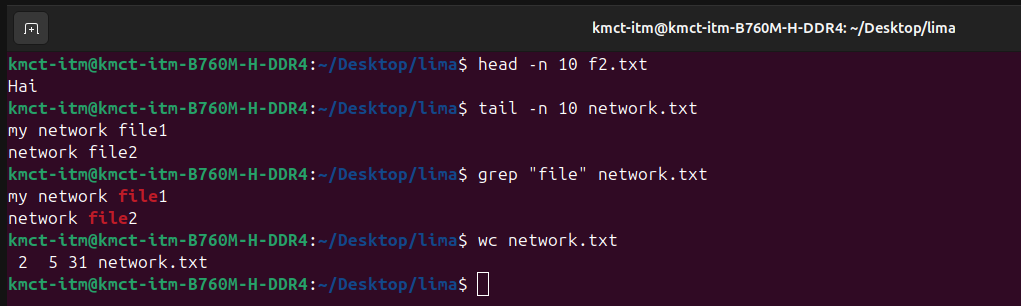 kmct-itm@kmct-itm-B760M-H-DDR4: ~/Desktop/lima
kmct-itm@kmct-itm-B760M-H-DDR4:~/Desktop/lima$ head -n 10 f2.txt
Hai
kmct-itm@kmct-itm-B760M-H-DDR4:~/Desktop/lima$ tail -n 10 network.txt
my network file1
network file2
kmct-itm@kmct-itm-B760M-H-DDR4:~/Desktop/lima$ grep "file" network.txt
my network file1
network file2
kmct-itm@kmct-itm-B760M-H-DDR4:~/Desktop/lima$ wc network.txt
 2  5 31 network.txt
kmct-itm@kmct-itm-B760M-H-DDR4:~/Desktop/lima$